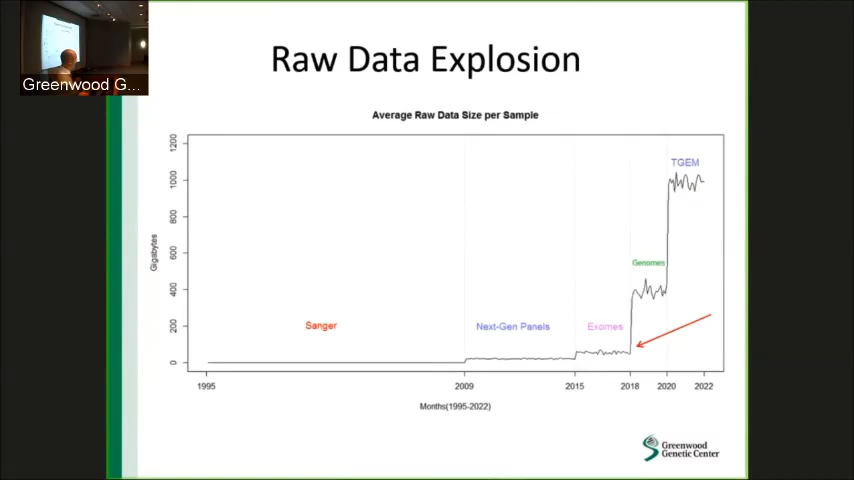 Greenwood G...
Raw Data Explosion
Average Raw Data Size per Sample
1200
1000
800
600
400
200
0
Gigabytes
TGEM
Genomes
Sanger
Next-Gen Panels
Exomes
1995
2009
2015
2018
2020
2022
Months(1995-2022)
Greenwood
Genetic Center